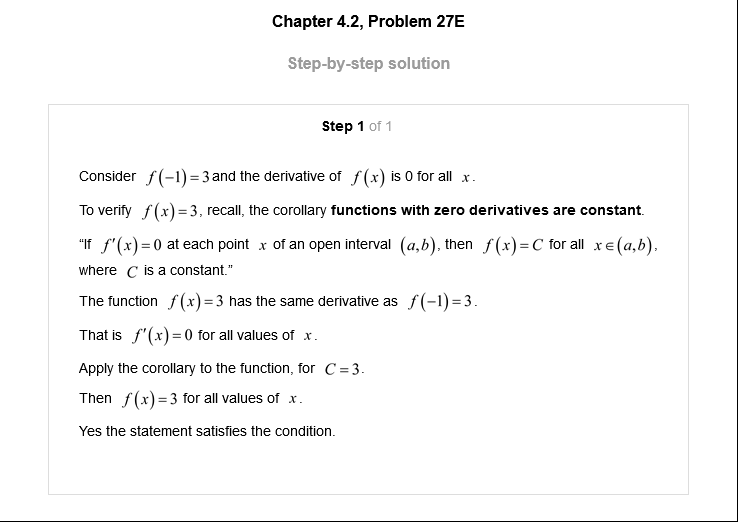 Chapter 4.2, Problem 27E
Step-by-step solution
Step 1 of 1
Consider f(−1)=3 and the derivative of f(x) is 0 for all x.
To verify f(x)=3, recall, the corollary functions with zero derivatives are constant.
“If f′(x)=0 at each point x of an open interval (a,b), then f(x)=C for all x∈(a,b),
where C is a constant.”
The function f(x)=3 has the same derivative as f(−1)=3.
That is f′(x)=0 for all values of x.
Apply the corollary to the function, for C=3.
Then f(x)=3 for all values of x.
Yes the statement satisfies the condition.